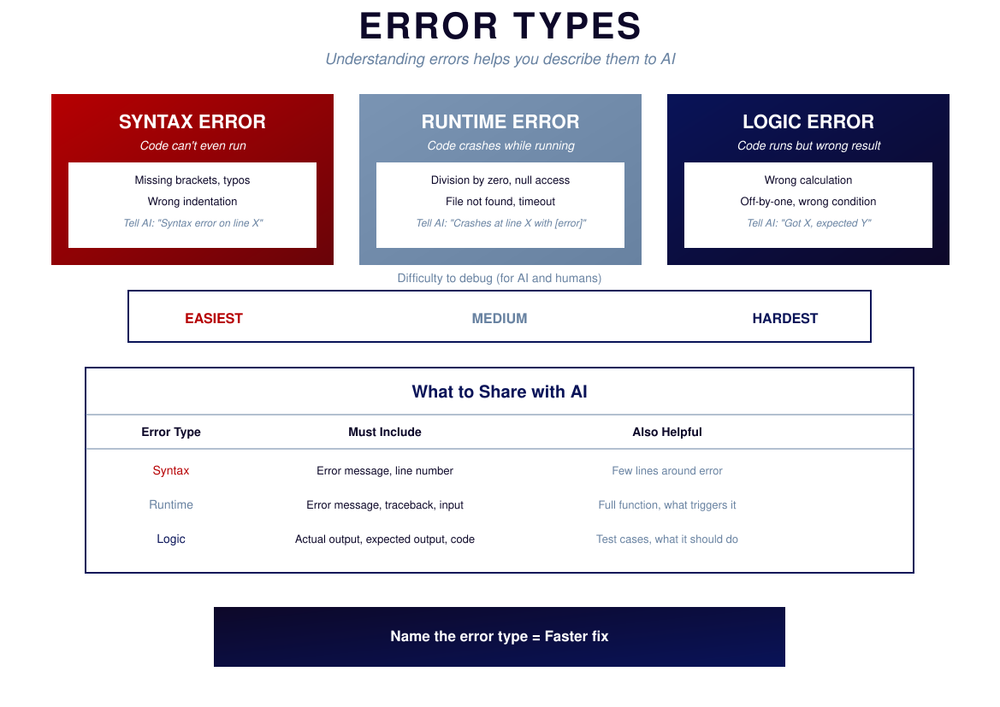 ERROR TYPES
Understanding errors helps you describe them to AI
SYNTAX ERROR
Code can't even run
Missing brackets, typos
Wrong indentation
Tell AI: "Syntax error on line X"
RUNTIME ERROR
Code crashes while running
Division by zero, null access
File not found, timeout
Tell AI: "Crashes at line X with [error]"
LOGIC ERROR
Code runs but wrong result
Wrong calculation
Off-by-one, wrong condition
Tell AI: "Got X, expected Y"
Difficulty to debug (for AI and humans)
EASIEST MEDIUM HARDEST
What to Share with AI
Error Type Must Include Also Helpful
Syntax Error message, line number Few lines around error
Runtime Error message, traceback, input Full function, what triggers it
Logic Actual output, expected output, code Test cases, what it should do
Name the error type = Faster fix